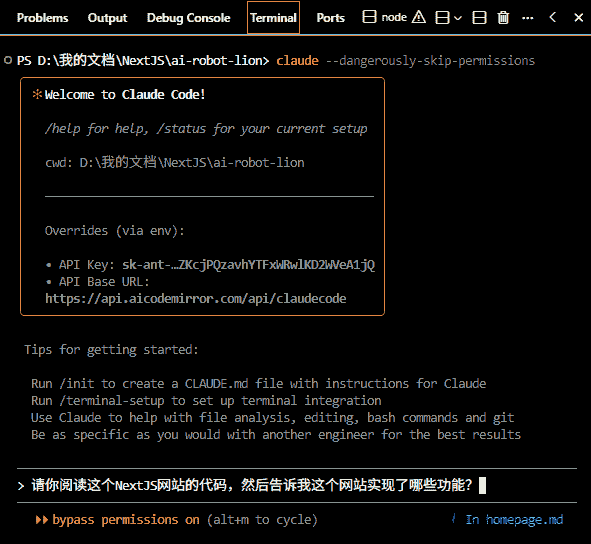 Problems Output Debug Console Terminal Ports node
PS D:\我的文档\NextJS\ai-robot-lion> claude --dangerously-skip-permissions
Welcome to Claude Code!
/help for help, /status for your current setup
cwd: D:\我的文档\NextJS\ai-robot-lion
Overrides (via env):
• API Key: sk-ant-…ZKcjPQzavhYTFxWRwlKD2WVeA1jQ
• API Base URL:
https://api.aicodemirror.com/api/claudecode
Tips for getting started:
Run /init to create a CLAUDE.md file with instructions for Claude
Run /terminal-setup to set up terminal integration
Use Claude to help with file analysis, editing, bash commands and git
Be as specific as you would with another engineer for the best results
> 请你阅读这个NextJS网站的代码，然后告诉我这个网站实现了哪些功能？
bypass permissions on (alt+m to cycle) In homepage.md